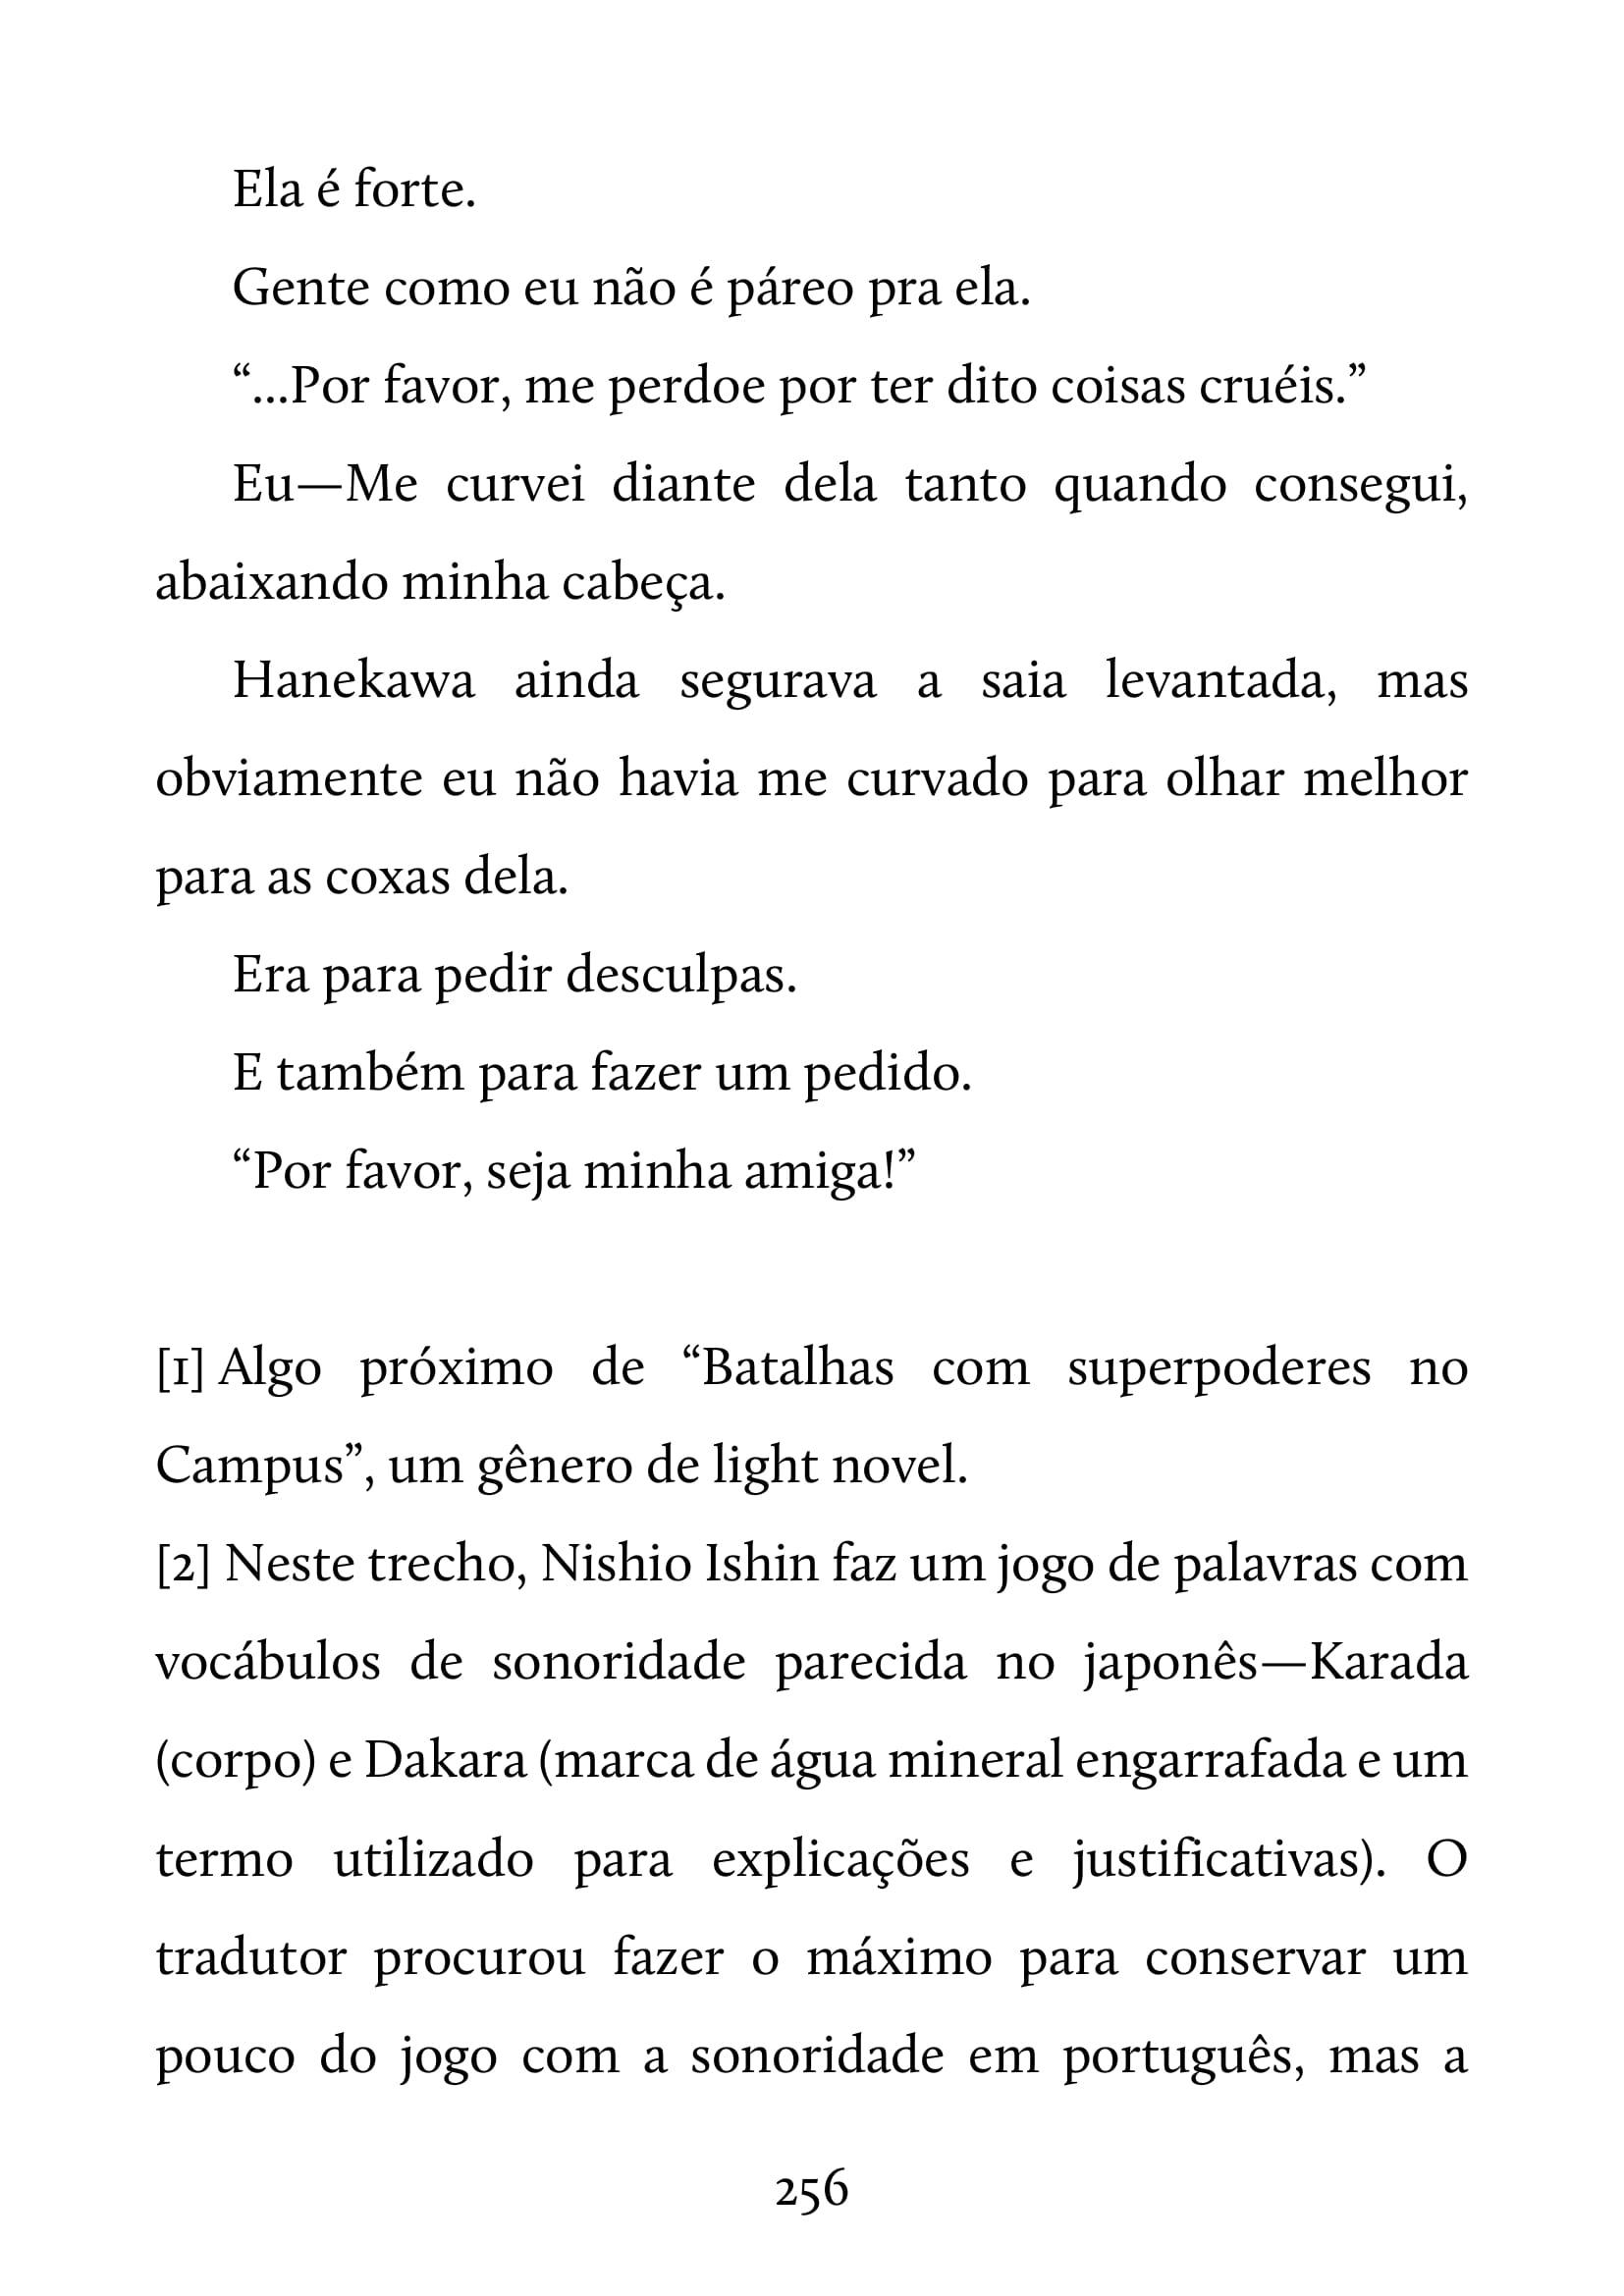 Ela é forte.
Gente como eu não é páreo pra ela.
“...Por favor, me perdoe por ter dito coisas cruéis.”
Eu—Me curvei diante dela tanto quando consegui,
abaixando minha cabeça.
Hanekawa ainda segurava a saia levantada, mas
obviamente eu não havia me curvado para olhar melhor
para as coxas dela.
Era para pedir desculpas.
E também para fazer um pedido.
“Por favor, seja minha amiga!”
[1] Algo próximo de “Batalhas com superpoderes no
Campus”, um gênero de light novel.
[2] Neste trecho, Nishio Ishin faz um jogo de palavras com
vocábulos de sonoridade parecida no japonês—Karada
(corpo) e Dakara (marca de água mineral engarrafada e um
termo utilizado para explicações e justificativas). O
tradutor procurou fazer o máximo para conservar um
pouco do jogo com a sonoridade em português, mas a
256